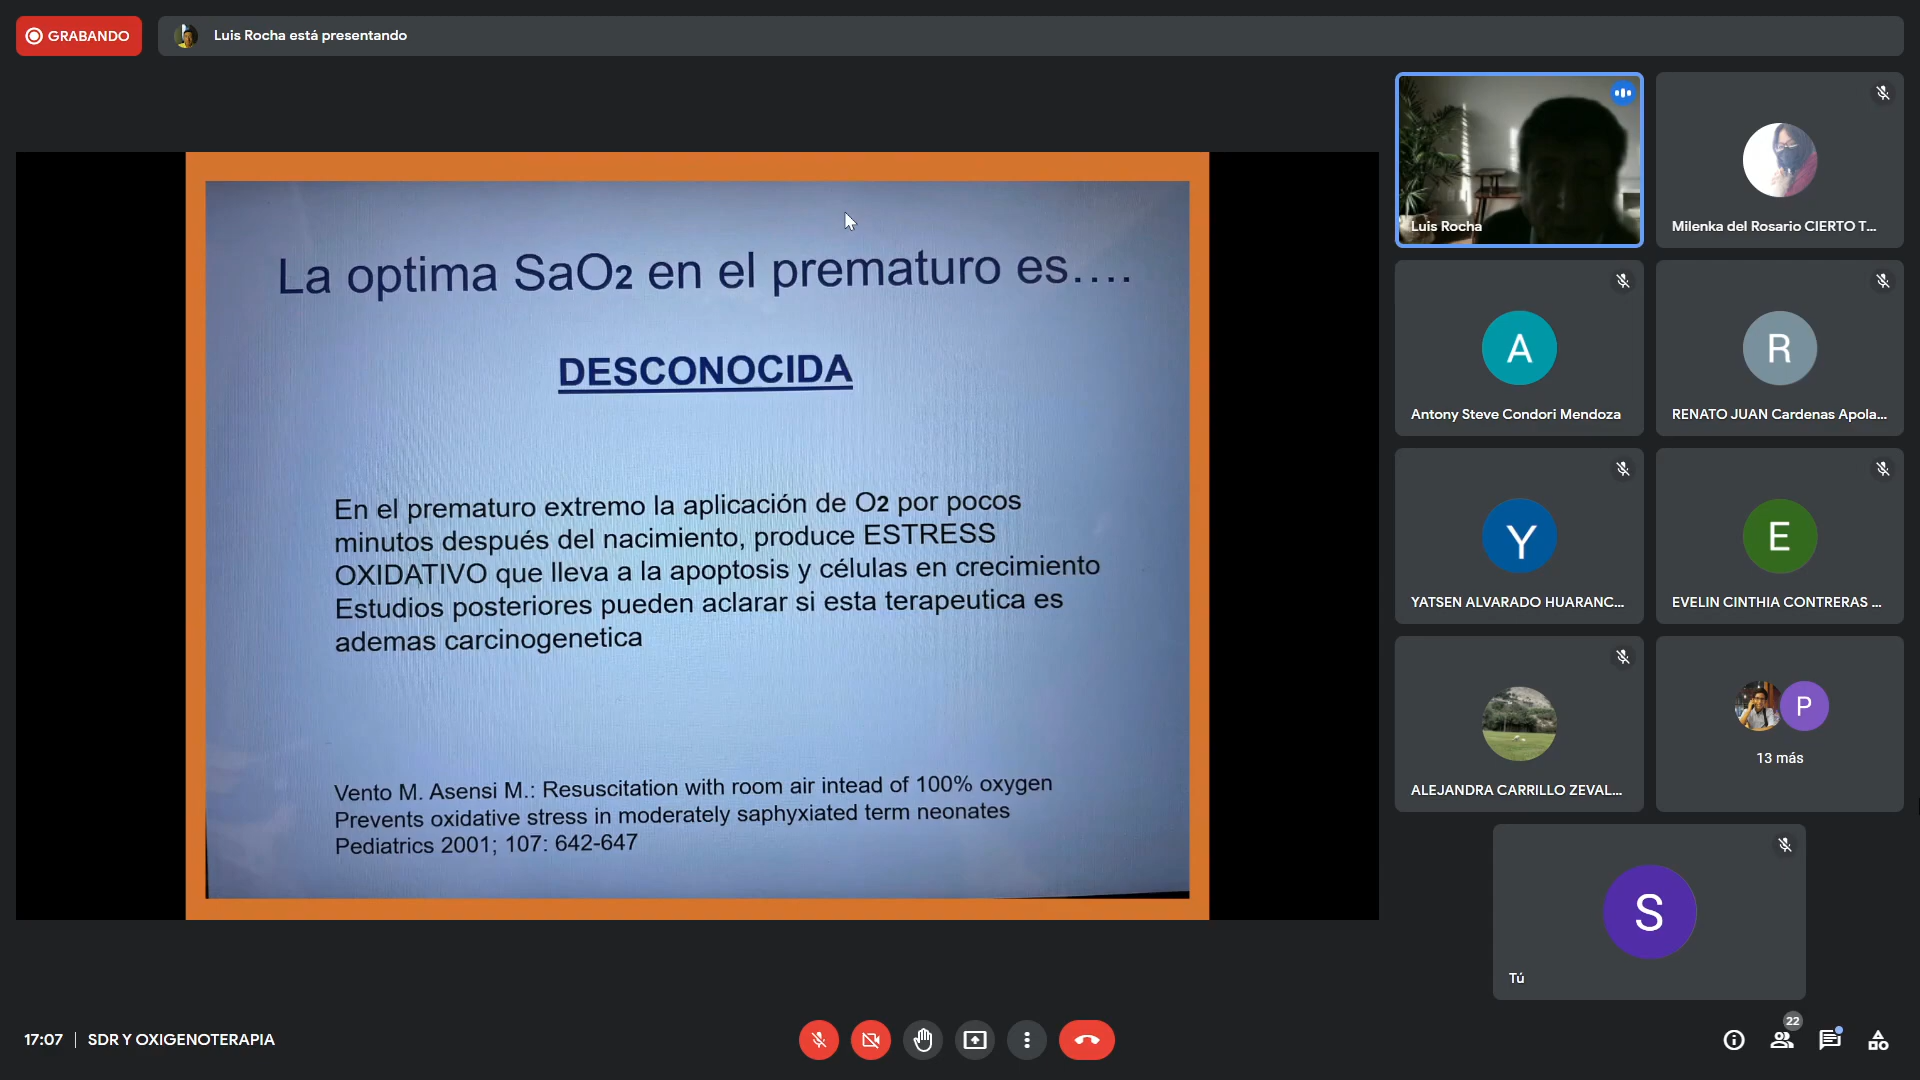 GRABANDO
Luis Rocha está presentando
La optima SaO2 en el prematuro es....
DESCONOCIDA
En el prematuro extremo la aplicación de O2 por pocos
minutos después del nacimiento, produce ESTRESS
OXIDATIVO que lleva a la apoptosis y células en crecimiento
Estudios posteriores pueden aclarar si esta terapeutica es
ademas carcinogenetica
Vento M. Asensi M.: Resuscitation with room air intead of 100% oxygen
Prevents oxidative stress in moderately saphyxiated term neonates
Pediatrics 2001; 107: 642-647
Luis Rocha
Milenka del Rosario CIERTO T...
A
Antony Steve Condori Mendoza
R
RENATO JUAN Cardenas Apola...
Y
YATSEN ALVARADO HUARANC...
E
EVELIN CINTHIA CONTRERAS ...
ALEJANDRA CARRILLO ZEVAL...
P
13 más
S
Tú
17:07 | SDR Y OXIGENOTERAPIA
22